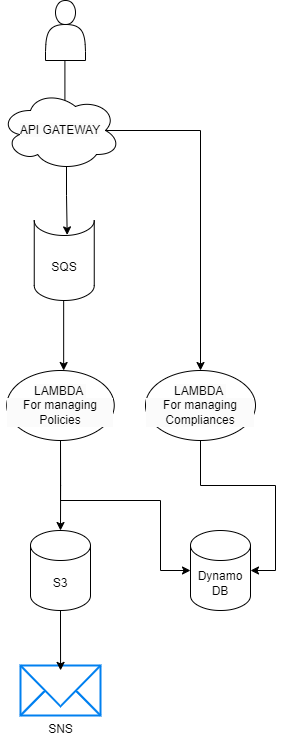 API GATEWAY
SQS
LAMBDA
For managing
Policies
LAMBDA
For managing
Compliances
S3
Dynamo
DB
SNS